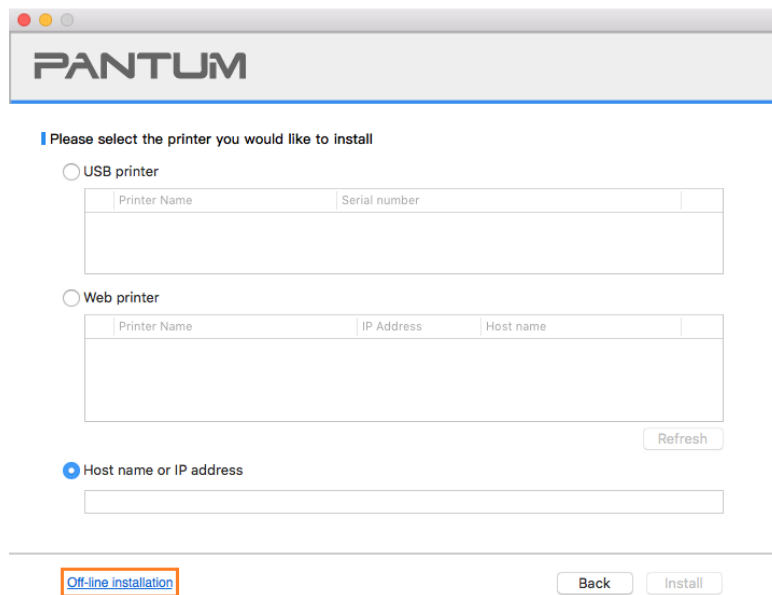 PANTUM
Please select the printer you would like to install
USB printer
Printer Name Serial number
Web printer
Printer Name IP Address Host name
Refresh
Host name or IP address
Off-line installation Back Install